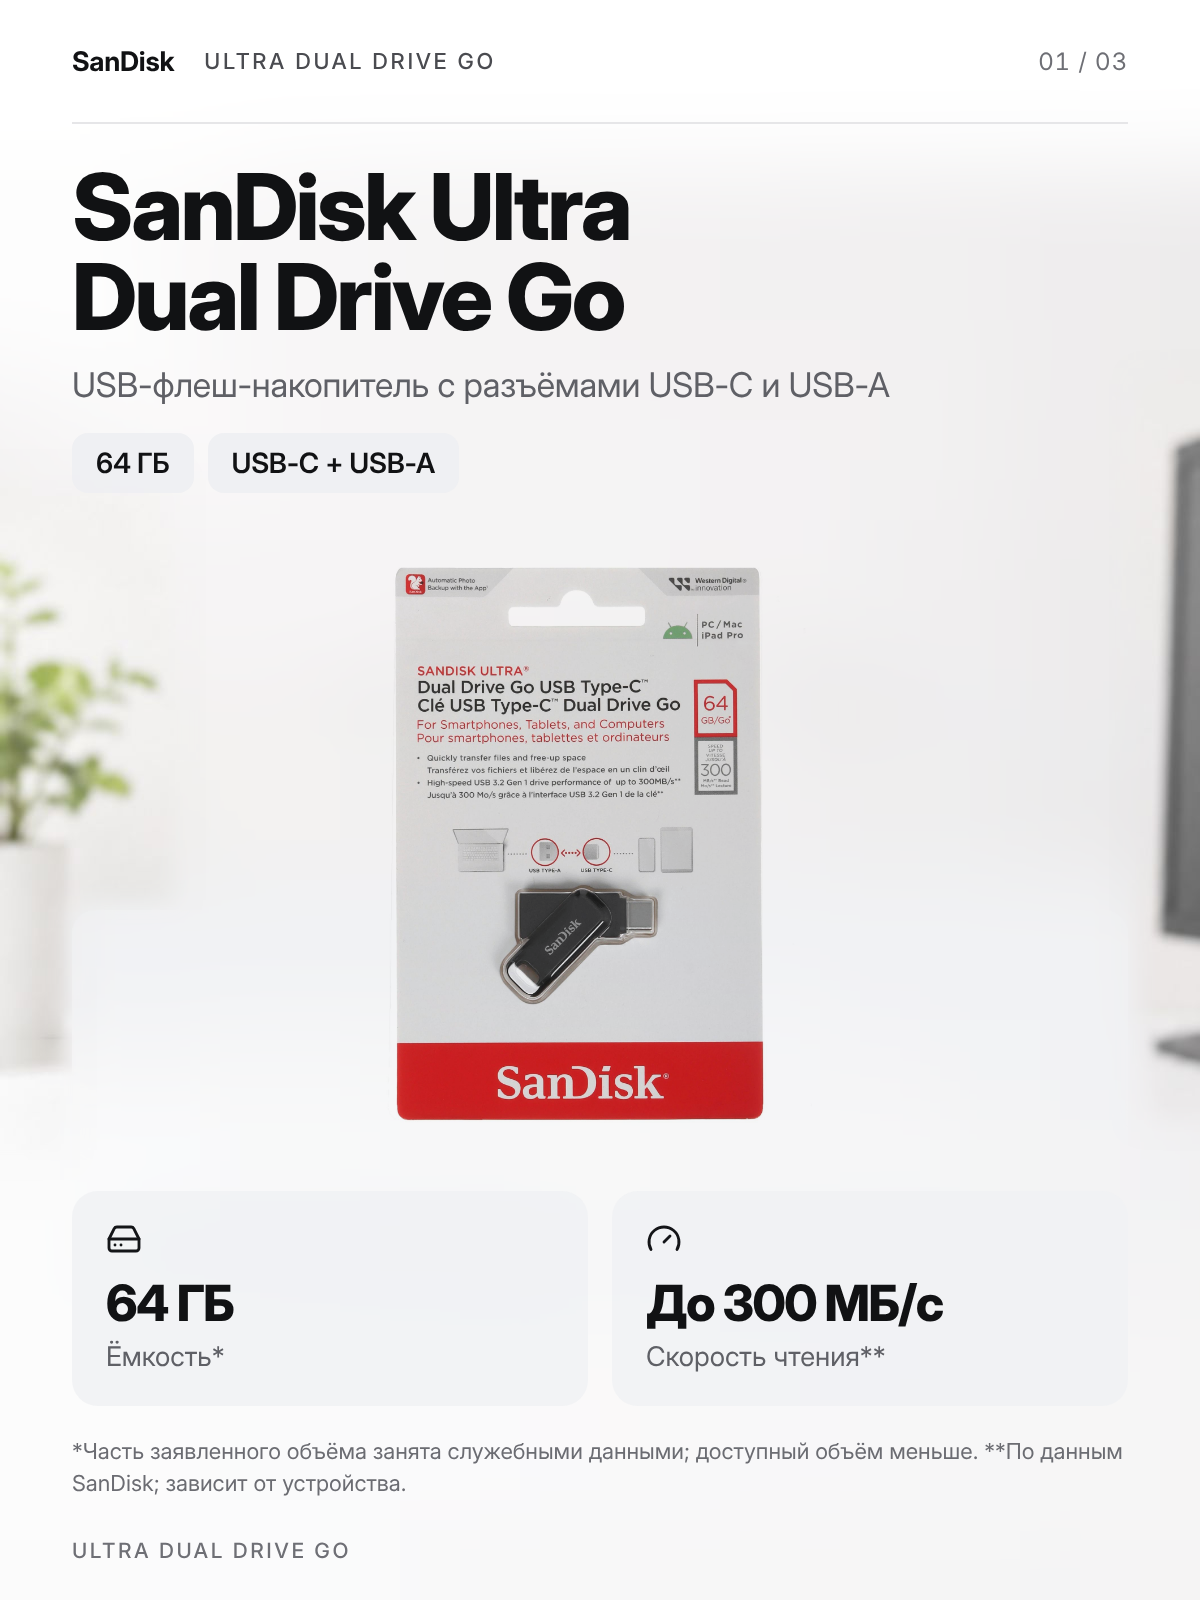 SanDisk ULTRA DUAL DRIVE GO 01 / 03
SanDisk Ultra
Dual Drive Go
USB-флеш-накопитель с разъёмами USB-C и USB-A
64 ГБ USB-C + USB-A
Automatic Photo
Backup with the App
Western Digital®
Innovation
PC/Mac
iPad Pro
SANDISK ULTRA®
Dual Drive Go USB Type-C™
Clé USB Type-C™ Dual Drive Go
For Smartphones, Tablets, and Computers
Pour smartphones, tablettes et ordinateurs
• Quickly transfer files and free-up space
Transférez vos fichiers et libérez de l'espace en un clin d'œil
• High-speed USB 3.2 Gen 1 drive performance of up to 300MB/s**
Jusqu'à 300 Mo/s grâce à l'interface USB 3.2 Gen 1 de la clé**
64
GB/Go*
SPEED
UP TO
VITESSE
JUSQU'À
300
USB TYPE-A USB TYPE-C
SanDisk
SanDisk®
64 ГБ
Ёмкость*
До 300 МБ/с
Скорость чтения**
*Часть заявленного объёма занята служебными данными; доступный объём меньше. **По данным
SanDisk; зависит от устройства.
ULTRA DUAL DRIVE GO